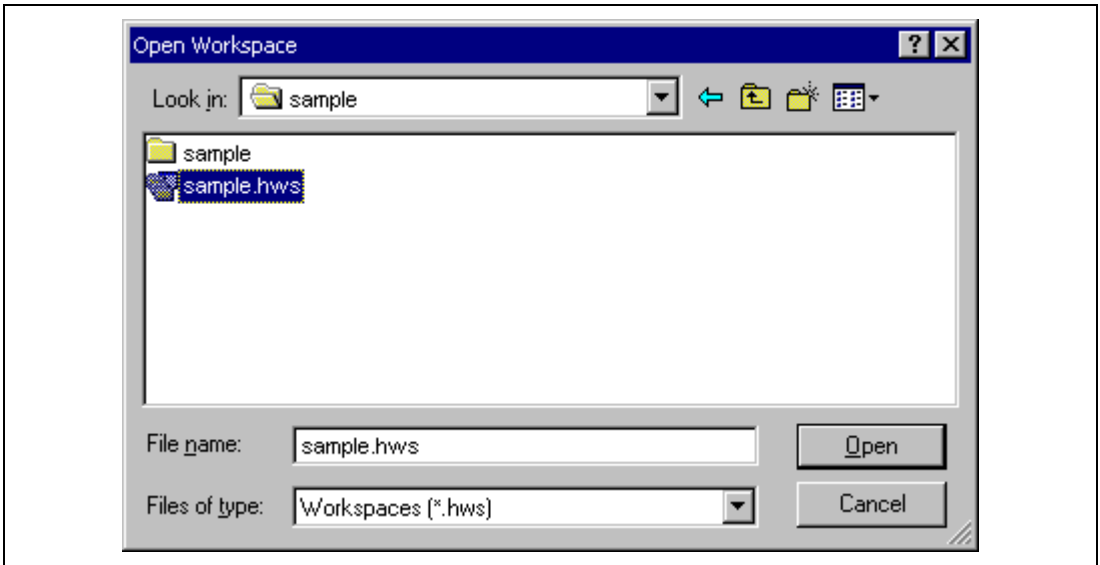 Open Workspace
Look in: sample
sample
sample.hws
File name: sample.hws Open
Files of type: Workspaces (*.hws) Cancel